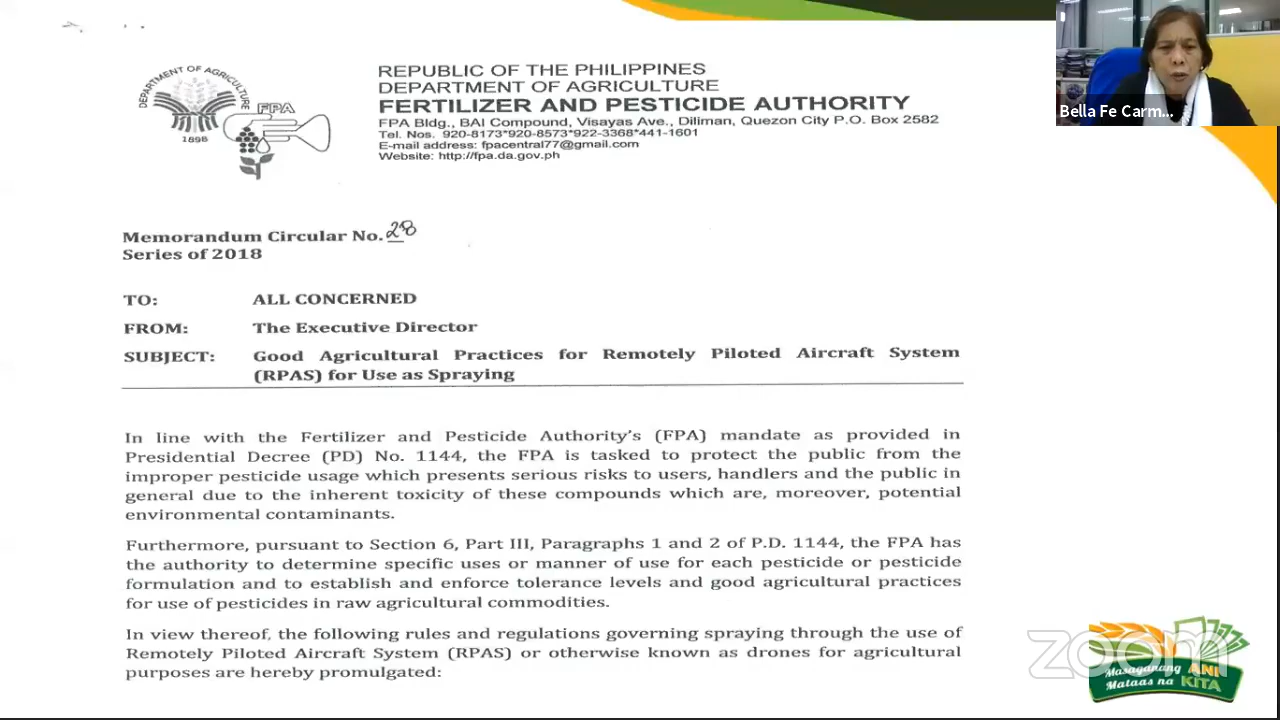 DEPARTMENT OF AGRICULTURE
FPA
1898
REPUBLIC OF THE PHILIPPINES
DEPARTMENT OF AGRICULTURE
FERTILIZER AND PESTICIDE AUTHORITY
FPA Bldg., BAI Compound, Visayas Ave., Diliman, Quezon City P.O. Box 2582
Tel. Nos. 920-8173*920-8573*922-3368*441-1601
E-mail address: fpacentral77@gmail.com
Website: http://fpa.da.gov.ph
Bella Fe Carm...
Memorandum Circular No. 28
Series of 2018
TO: ALL CONCERNED
FROM: The Executive Director
SUBJECT: Good Agricultural Practices for Remotely Piloted Aircraft System
(RPAS) for Use as Spraying
In line with the Fertilizer and Pesticide Authority's (FPA) mandate as provided in
Presidential Decree (PD) No. 1144, the FPA is tasked to protect the public from the
improper pesticide usage which presents serious risks to users, handlers and the public in
general due to the inherent toxicity of these compounds which are, moreover, potential
environmental contaminants.
Furthermore, pursuant to Section 6, Part III, Paragraphs 1 and 2 of P.D. 1144, the FPA has
the authority to determine specific uses or manner of use for each pesticide or pesticide
formulation and to establish and enforce tolerance levels and good agricultural practices
for use of pesticides in raw agricultural commodities.
In view thereof, the following rules and regulations governing spraying through the use of
Remotely Piloted Aircraft System (RPAS) or otherwise known as drones for agricultural
purposes are hereby promulgated:
zoom
Masaganang ANI
Mataas na KITA